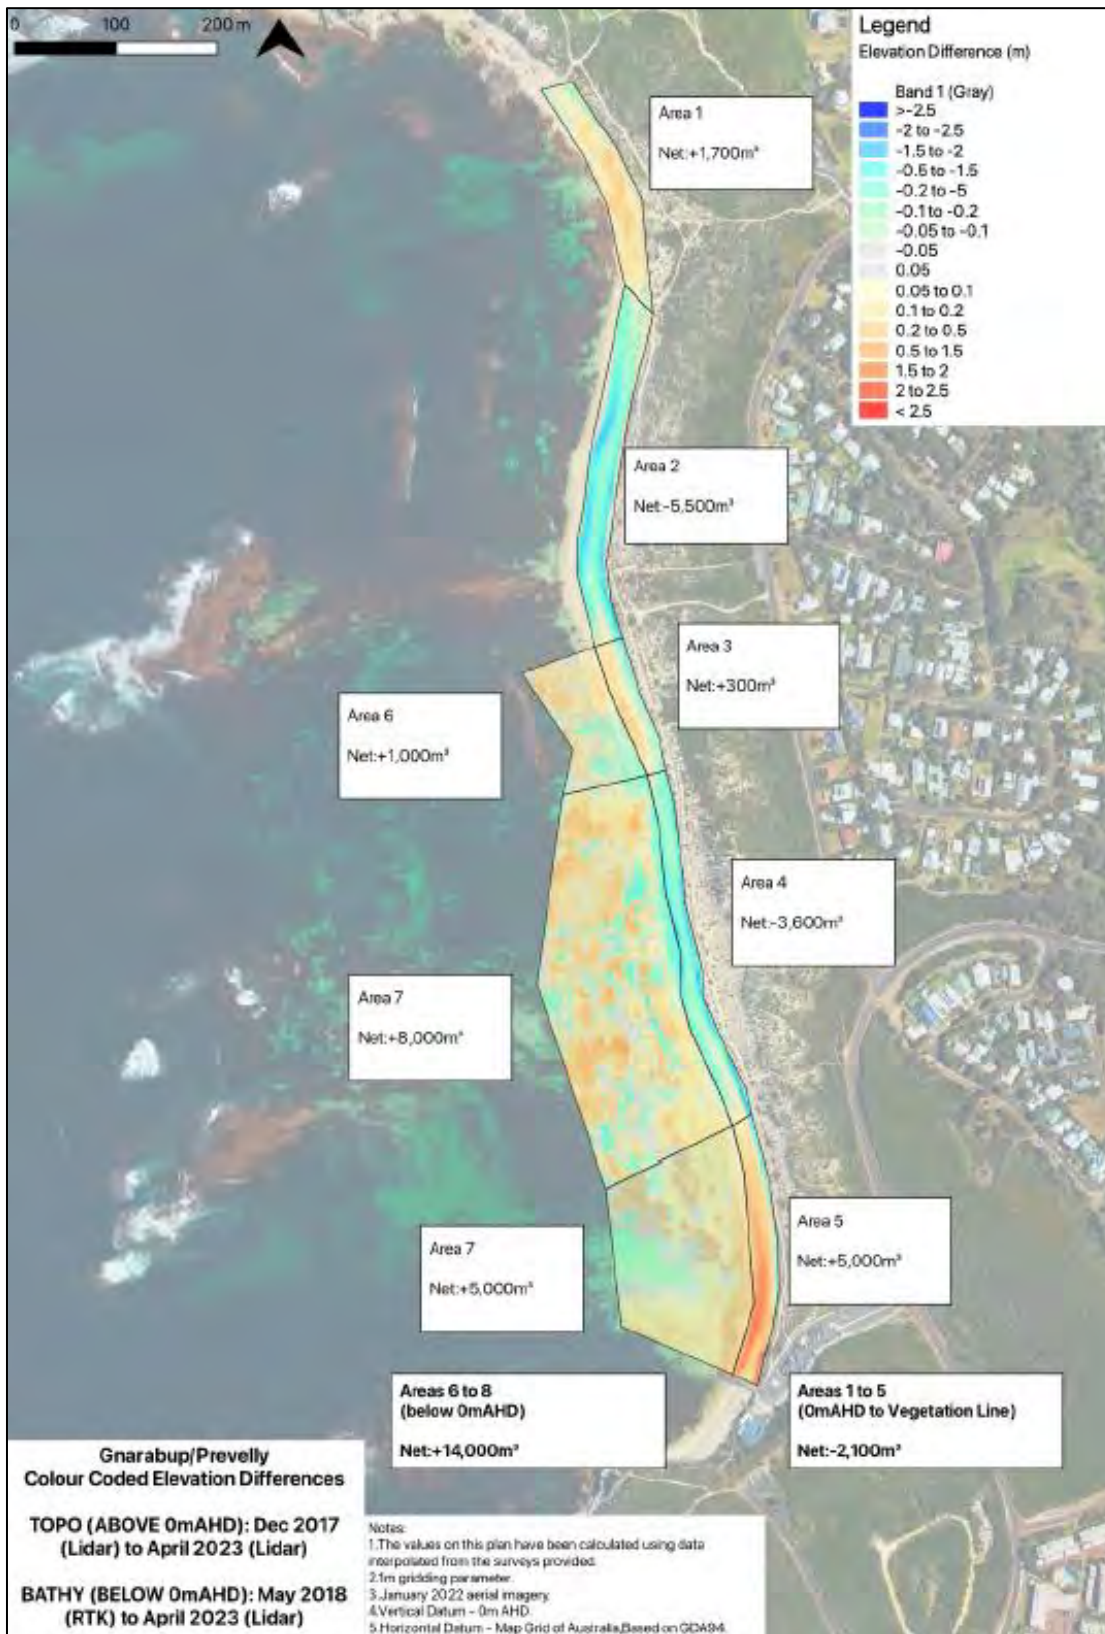 0 100 200 m
Legend
Elevation Difference (m)
Band 1 (Gray)
>-2.5
-2 to -2.5
-1.5 to -2
-0.5 to -1.5
-0.2 to -5
-0.1 to -0.2
-0.05 to -0.1
-0.05
0.05
0.05 to 0.1
0.1 to 0.2
0.2 to 0.5
0.5 to 1.5
1.5 to 2
2 to 2.5
< 2.5
Area 1
Net:+1,700m³
Area 2
Net:-5,500m³
Area 3
Net:+300m³
Area 6
Net:+1,000m³
Area 4
Net:-3,600m³
Area 7
Net:+8,000m³
Area 5
Net:+5,000m³
Area 7
Net:+5,000m³
Areas 6 to 8
(below 0mAHD)
Net:+14,000m³
Areas 1 to 5
(0mAHD to Vegetation Line)
Net:-2,100m³
Gnarabup/Prevelly
Colour Coded Elevation Differences
TOPO (ABOVE 0mAHD): Dec 2017
(Lidar) to April 2023 (Lidar)
BATHY (BELOW 0mAHD): May 2018
(RTK) to April 2023 (Lidar)
Notes:
1.The values on this plan have been calculated using data
interpolated from the surveys provided.
2.1m gridding parameter.
3.January 2022 aerial imagery.
4.Vertical Datum - 0m AHD.
5.Horizontal Datum - Map Grid of Australia,Based on GDA94.